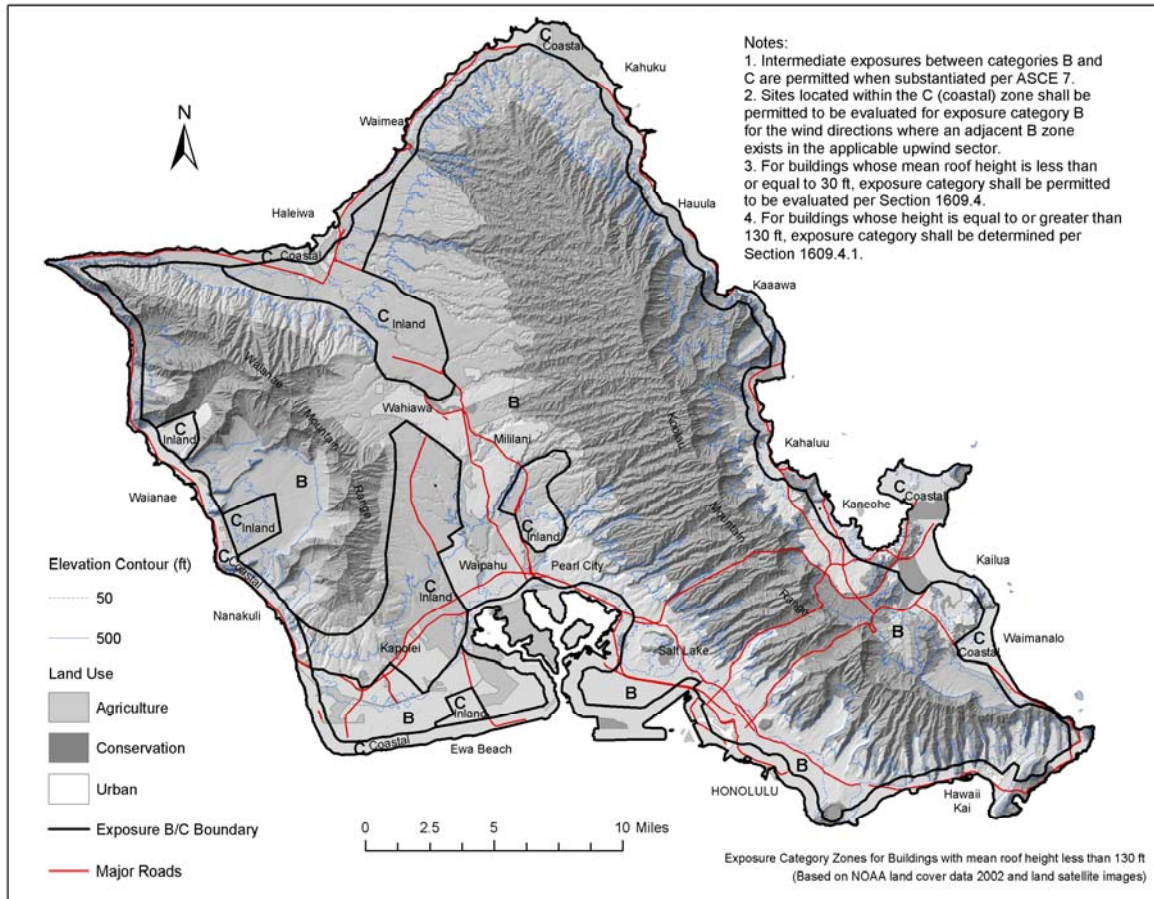 Notes:
1. Intermediate exposures between categories B and
C are permitted when substantiated per ASCE 7.
2. Sites located within the C (coastal) zone shall be
permitted to be evaluated for exposure category B
for the wind directions where an adjacent B zone
exists in the applicable upwind sector.
3. For buildings whose mean roof height is less than
or equal to 30 ft, exposure category shall be permitted
to be evaluated per Section 1609.4.
4. For buildings whose height is equal to or greater than
130 ft, exposure category shall be determined per
Section 1609.4.1.
N
C
Coastal
Kahuku
Waimea
Hauula
Haleiwa
C
Coastal
Kaaawa
C
Inland
Waianae
Mountain
Range
Wahiawa
B
Mililani
Koolau
Mountain
Range
C
Inland
B
Waianae
C
Inland
C
Coastal
Nanakuli
C
Inland
Waipahu
C
Inland
Pearl City
Kahaluu
Kaneohe
C
Coastal
Kailua
B
C
Coastal
Waimanalo
Salt Lake
Kapolei
B
C
Inland
C
Coastal
Ewa Beach
B
B
HONOLULU
Hawaii
Kai
Elevation Contour (ft)
50
500
Land Use
Agriculture
Conservation
Urban
Exposure B/C Boundary
Major Roads
0 2.5 5 10 Miles
Exposure Category Zones for Buildings with mean roof height less than 130 ft
(Based on NOAA land cover data 2002 and land satellite images)